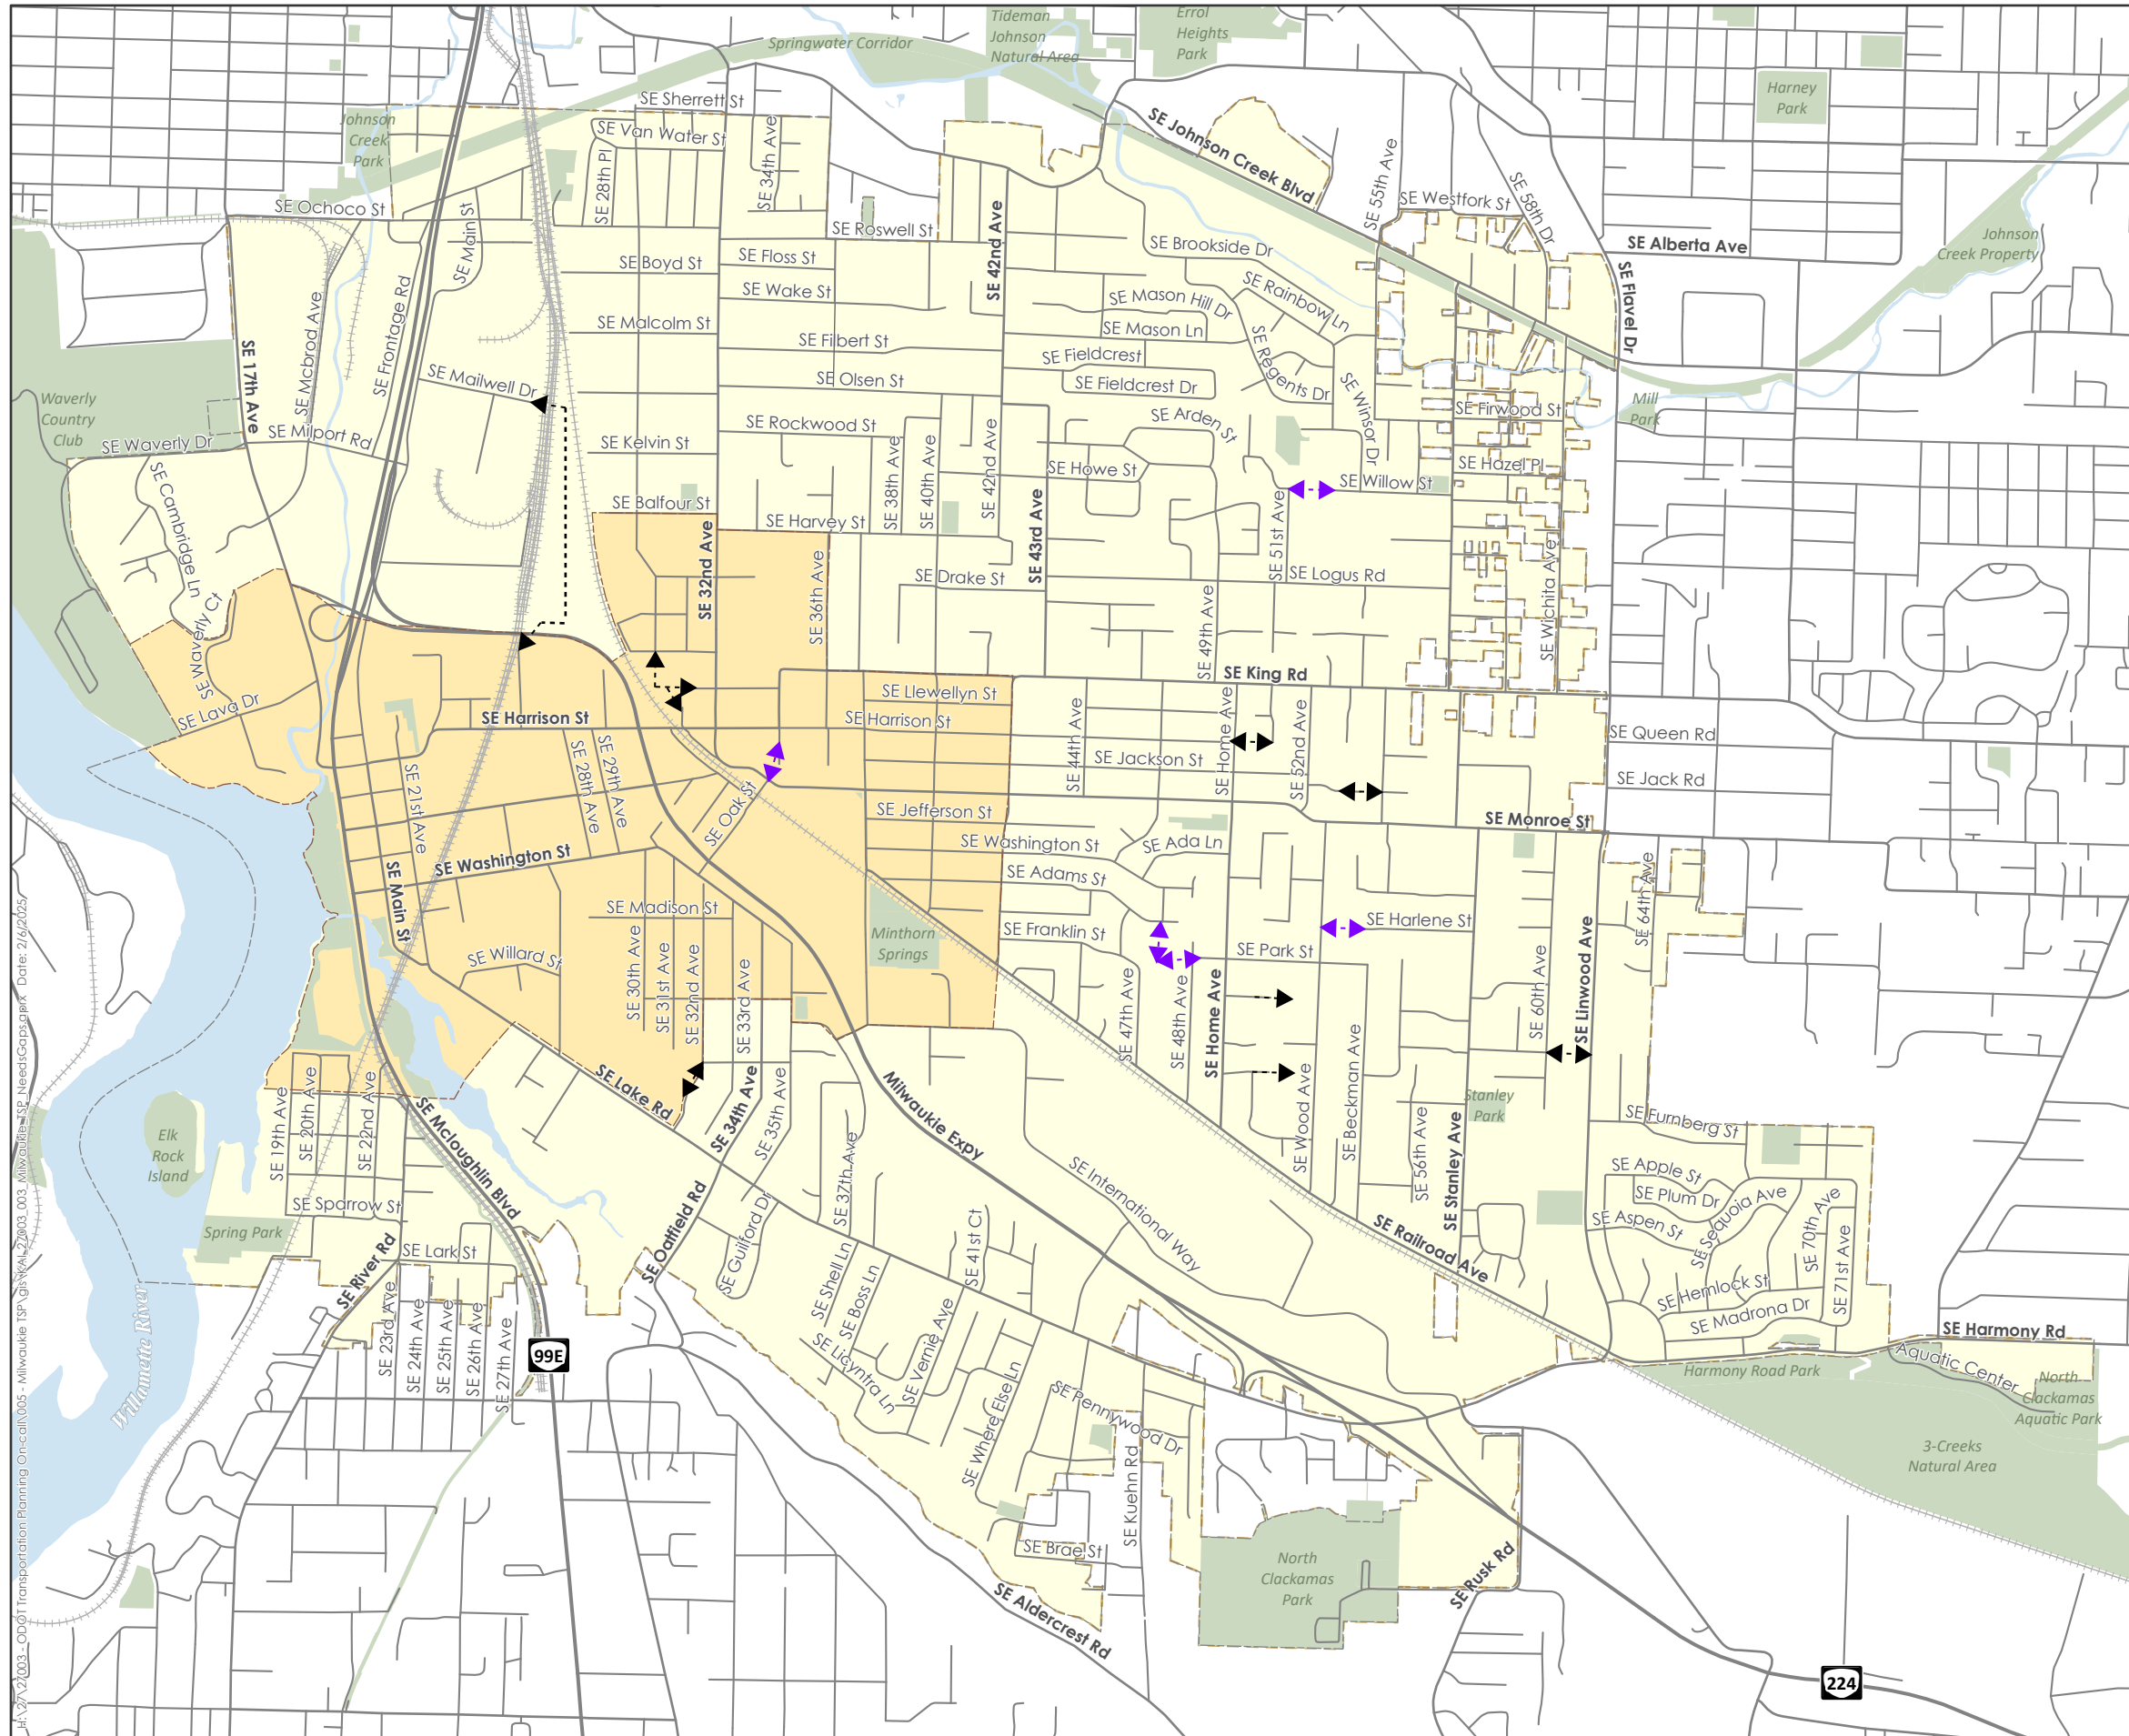 Tideman
Johnson
Natural Area
Errol
Heights
Park
Springwater Corridor
Harney
Park
Johnson
Creek
Park
SE Sherrett St
SE Van Water St
SE 28th Pl
SE 34th Ave
SE Johnson Creek Blvd
SE 55th Ave
SE Westfork St
SE 58th Dr
SE Ochoco St
SE Main St
SE Roswell St
SE 42nd Ave
SE Brookside Dr
SE Alberta Ave
Johnson
Creek Property
SE Flavel Dr
SE Boyd St
SE Floss St
SE Wake St
SE Mason Hill Dr
SE Rainbow Ln
SE Mcbrod Ave
SE Frontage Rd
SE Malcolm St
SE Filbert St
SE Mason Ln
SE Regents Dr
SE 17th Ave
SE Fieldcrest
SE Fieldcrest Dr
SE Mailwell Dr
SE Olsen St
SE Winsor Dr
Waverly
Country
Club
SE Waverly Dr
SE Milport Rd
SE Rockwood St
SE Arden St
SE Firwood St
Mill
Park
SE Kelvin St
SE 38th Ave
SE 40th Ave
SE 42nd Ave
SE Howe St
SE Hazel Pl
SE Willow St
SE Cambridge Ln
SE Balfour St
SE Harvey St
SE 32nd Ave
SE 36th Ave
SE 43rd Ave
SE 51st Ave
SE Drake St
SE Logus Rd
SE 49th Ave
SE Wichita Ave
SE Waverly Ct
SE Lava Dr
SE King Rd
SE Llewellyn St
SE Harrison St
SE Harrison St
SE 44th Ave
SE Home Ave
SE 52nd Ave
SE Queen Rd
SE Jackson St
SE Jack Rd
SE 21st Ave
SE 28th Ave
SE 29th Ave
SE Oak St
SE Jefferson St
SE Monroe St
SE Washington St
SE Washington St
SE Ada Ln
SE Adams St
SE 64th Ave
SE Main St
SE Madison St
Minthorn
Springs
SE Franklin St
SE Harlene St
SE Park St
SE Willard St
SE 30th Ave
SE 31st Ave
SE 32nd Ave
SE 33rd Ave
SE 47th Ave
SE 48th Ave
SE Home Ave
SE 60th Ave
SE Linwood Ave
SE Lake Rd
SE 34th Ave
SE 35th Ave
Milwaukie Expy
SE Wood Ave
SE Beckman Ave
SE 56th Ave
SE Stanley Ave
Stanley
Park
SE Furnberg St
Elk
Rock
Island
SE 19th Ave
SE 20th Ave
SE 22nd Ave
SE Mcloughlin Blvd
SE 37th Ave
SE International Way
SE Apple St
SE Plum Dr
SE Sequoia Ave
SE Aspen St
SE 70th Ave
SE 71st Ave
SE Sparrow St
Spring Park
SE Lark St
SE River Rd
SE Oatfield Rd
SE Guilford Dr
SE 41st Ct
SE Railroad Ave
SE Hemlock St
SE Madrona Dr
SE Harmony Rd
SE Shell Ln
SE Boss Ln
SE Vernie Ave
SE Licyntra Ln
SE Where Else Ln
SE 23rd Ave
SE 24th Ave
SE 25th Ave
SE 26th Ave
SE 27th Ave
99E
Willamette River
Harmony Road Park
Aquatic Center
North
Clackamas
Aquatic Park
SE Pennywood Dr
SE Kuehn Rd
3-Creeks
Natural Area
SE Brae St
North
Clackamas
Park
SE Rusk Rd
SE Aldercrest Rd
224
H:\27\27003 - ODOT Transportation Planning On-call\005 - Milwaukie TSP\gis\KAI_27003_003_Milwaukie_TSP_NeedsGaps.aprx Date: 2/6/2025